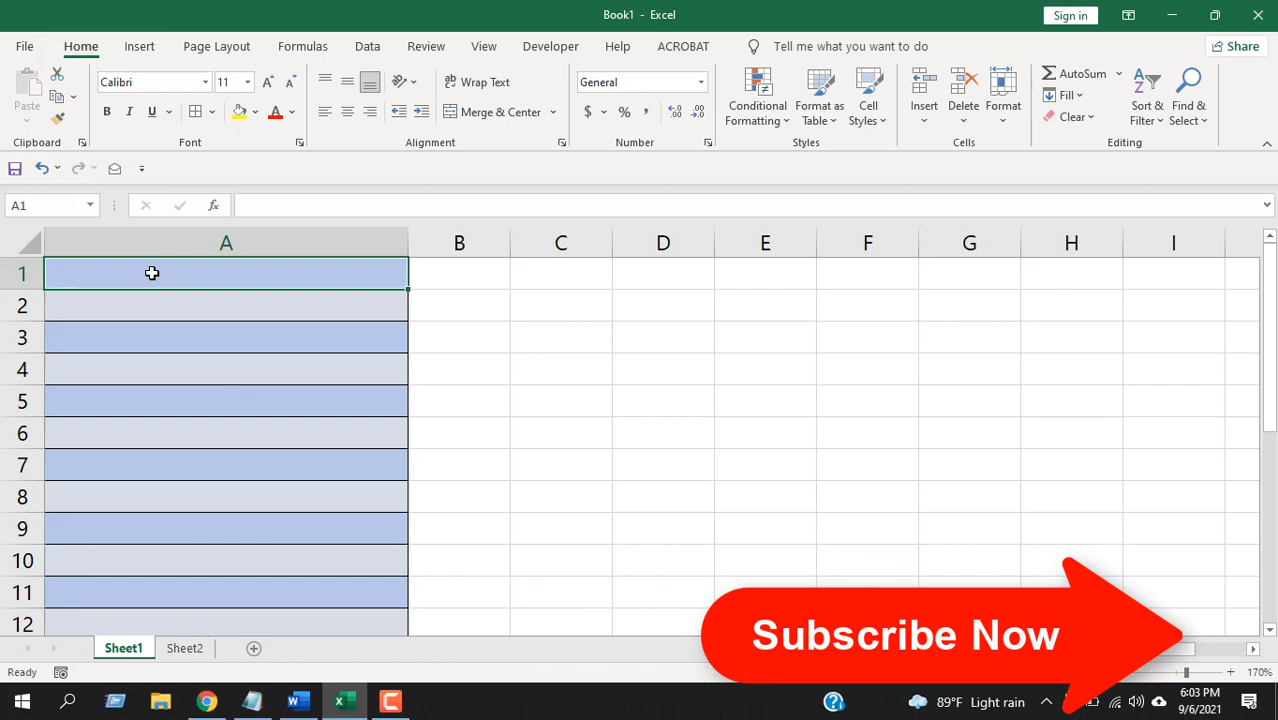 Book1 - Excel
Sign in
File Home Insert Page Layout Formulas Data Review View Developer Help ACROBAT Tell me what you want to do Share
Paste
Calibri 11
B I U A
Wrap Text
Merge & Center
General
$ % ,
Conditional Formatting
Format as Table
Cell Styles
Insert
Delete
Format
AutoSum
Fill
Clear
Sort & Filter
Find & Select
Clipboard Font Alignment Number Styles Cells Editing
A1 fx
A B C D E F G H I
1
2
3
4
5
6
7
8
9
10
11
12
Subscribe Now
Sheet1 Sheet2
Ready 170%
89°F Light rain
6:03 PM
9/6/2021